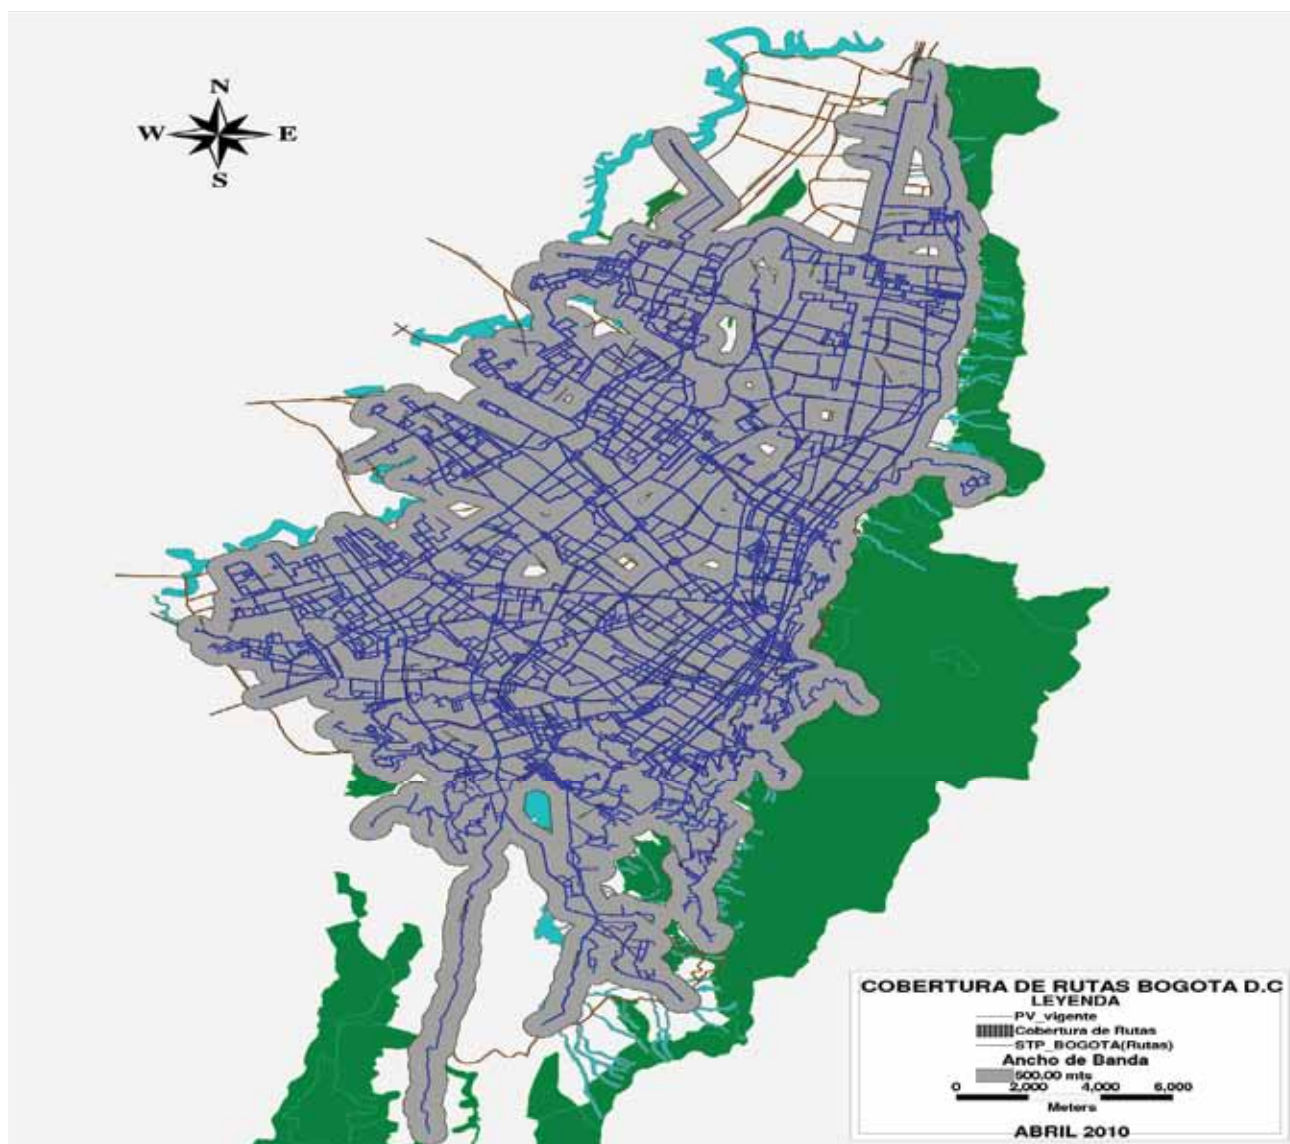 N
W E
S
COBERTURA DE RUTAS BOGOTA D.C
LEYENDA
PV_vigente
Cobertura de Rutas
STP_BOGOTA(Rutas)
Ancho de Banda
500,00 mts
0 2,000 4,000 6,000
Meters
ABRIL 2010